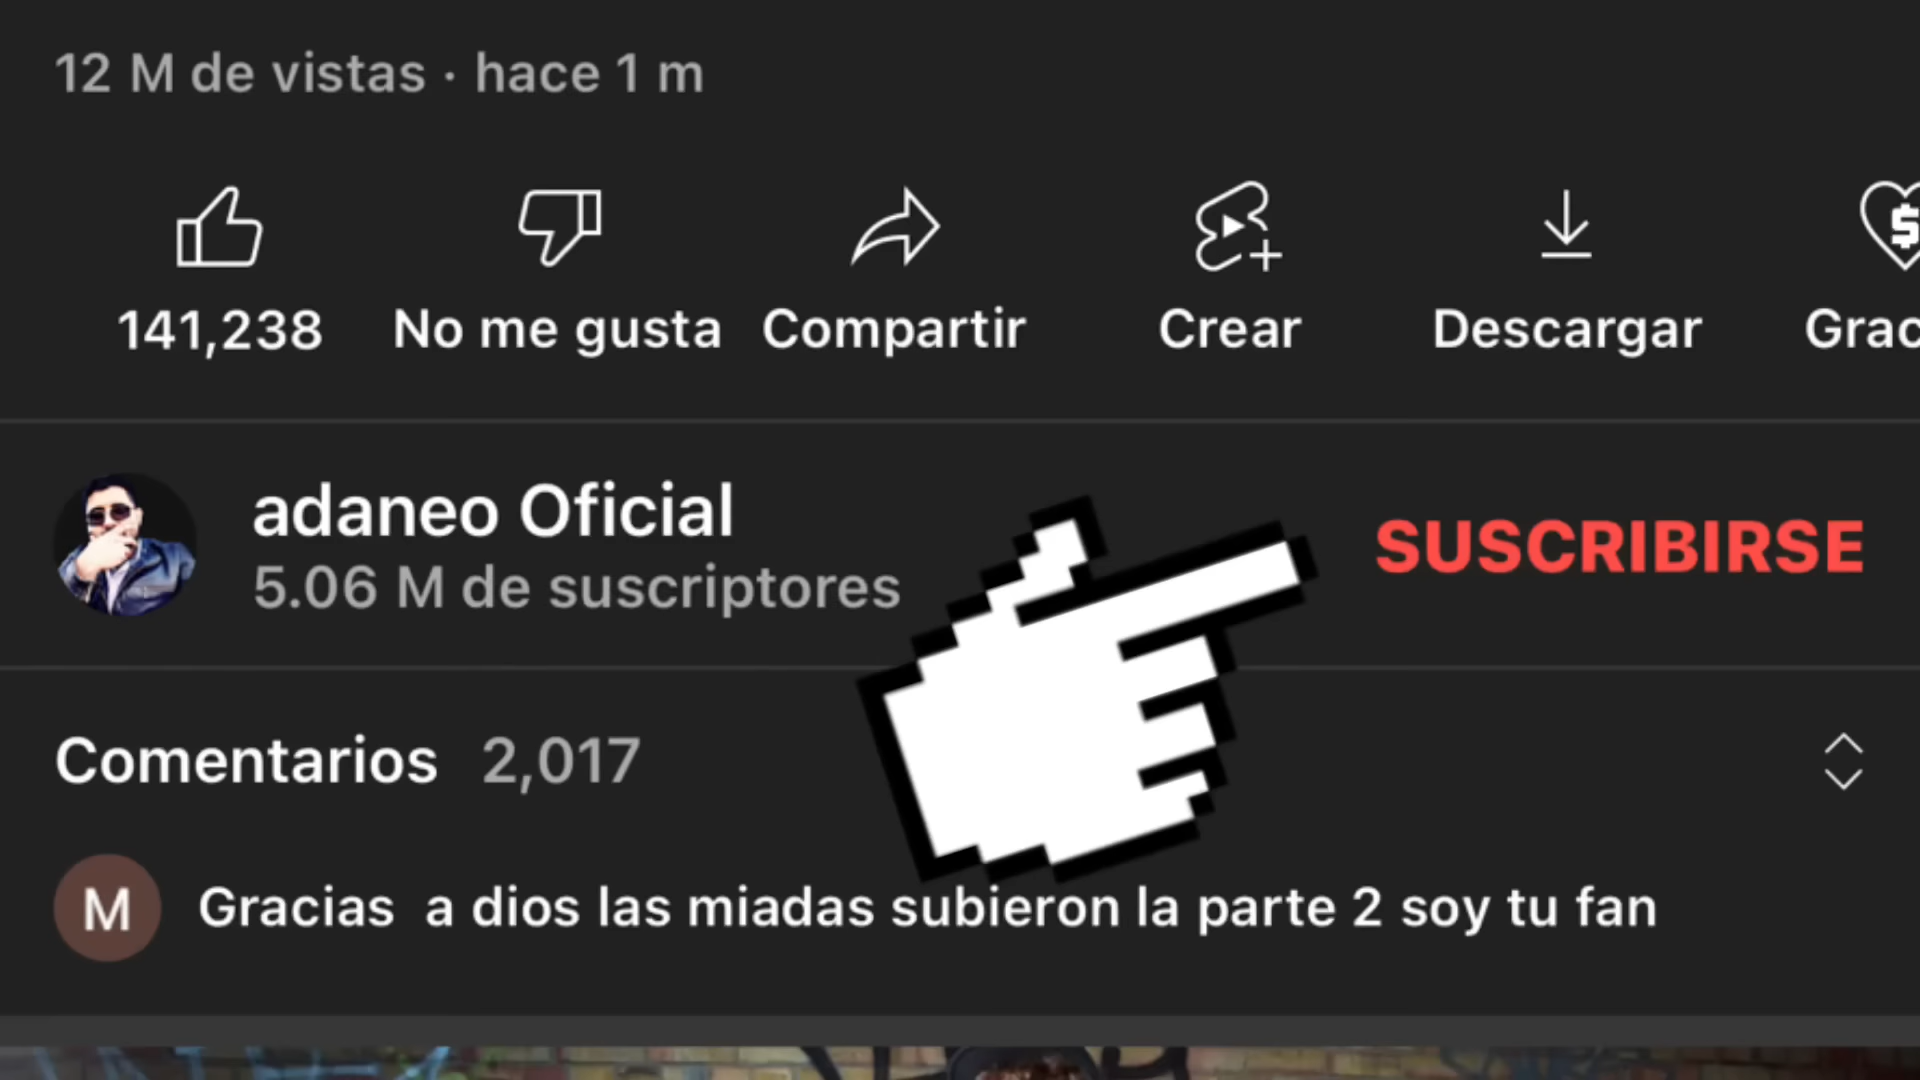 12 M de vistas · hace 1 m
141,238 No me gusta Compartir Crear Descargar Grac
adaneo Oficial
5.06 M de suscriptores
SUSCRIBIRSE
Comentarios 2,017
M
Gracias a dios las miadas subieron la parte 2 soy tu fan